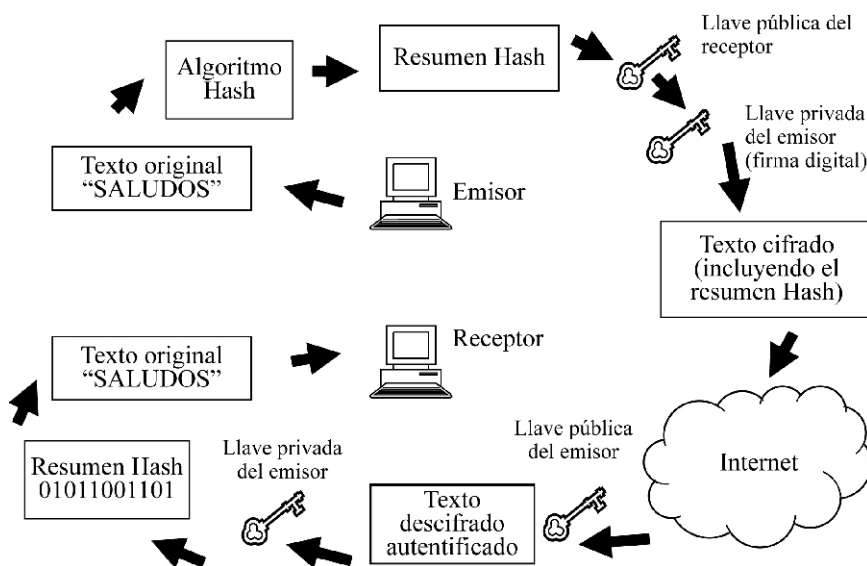 Algoritmo
Hash
Resumen Hash
Llave pública del
receptor
Llave privada
del emisor
(firma digital)
Texto original
“SALUDOS”
Emisor
Texto cifrado
(incluyendo el
resumen Hash)
Texto original
“SALUDOS”
Receptor
Internet
Llave pública
del emisor
Texto
descifrado
autentificado
Llave privada
del emisor
Resumen Hash
01011001101